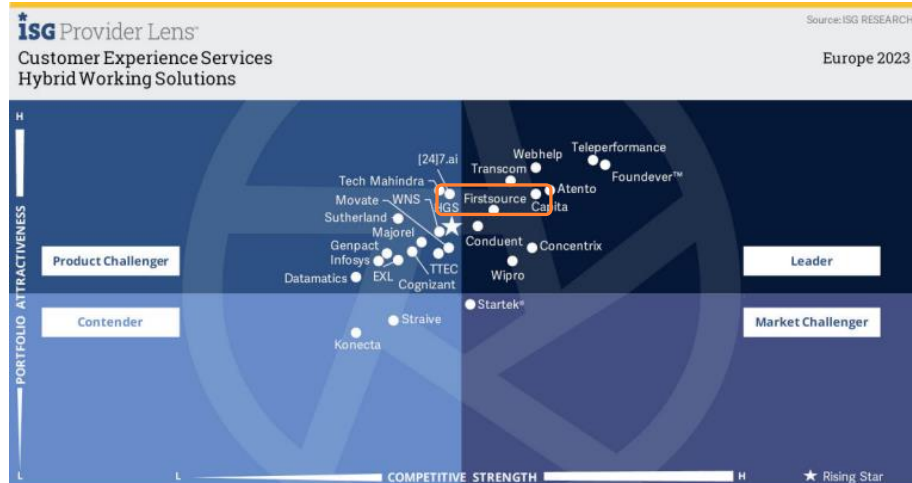 Source: ISG RESEARCH
ISG Provider Lens™
Customer Experience Services
Hybrid Working Solutions
Europe 2023
H
PORTFOLIO ATTRACTIVENESS
L
Product Challenger
Leader
Contender
Market Challenger
[24]7.ai
Tech Mahindra
Movate
WNS
HGS
Sutherland
Majorel
Genpact
Infosys
Datamatics
EXL
Cognizant
TTEC
Webhelp
Teleperformance
Transcom
Foundever™
Firstsource
Atento
Capita
Conduent
Concentrix
Wipro
Startek®
Straive
Konecta
L
COMPETITIVE STRENGTH
H
★ Rising Star